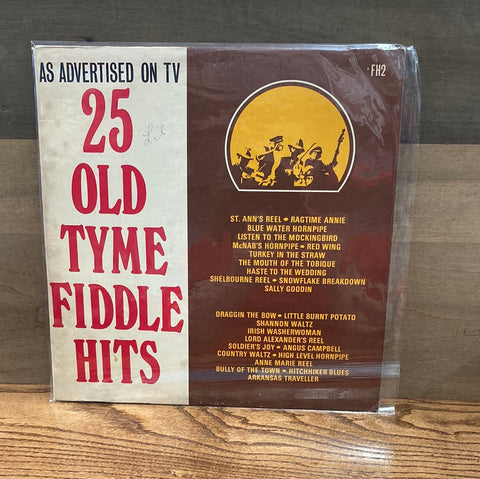 AS ADVERTISED ON TV
25
OLD
TYME
FIDDLE
HITS
FH2
ST. ANN'S REEL • RAGTIME ANNIE
BLUE WATER HORNPIPE
LISTEN TO THE MOCKINGBIRD
McNAB'S HORNPIPE • RED WING
TURKEY IN THE STRAW
THE MOUTH OF THE TOBIQUE
HASTE TO THE WEDDING
SHELBOURNE REEL • SNOWFLAKE BREAKDOWN
SALLY GOODIN
DRAGGIN THE BOW • LITTLE BURNT POTATO
SHANNON WALTZ
IRISH WASHERWOMAN
LORD ALEXANDER'S REEL
SOLDIER'S JOY • ANGUS CAMPBELL
COUNTRY WALTZ • HIGH LEVEL HORNPIPE
ANNE MARIE REEL
BULLY OF THE TOWN • HITCHHIKER BLUES
ARKANSAS TRAVELLER